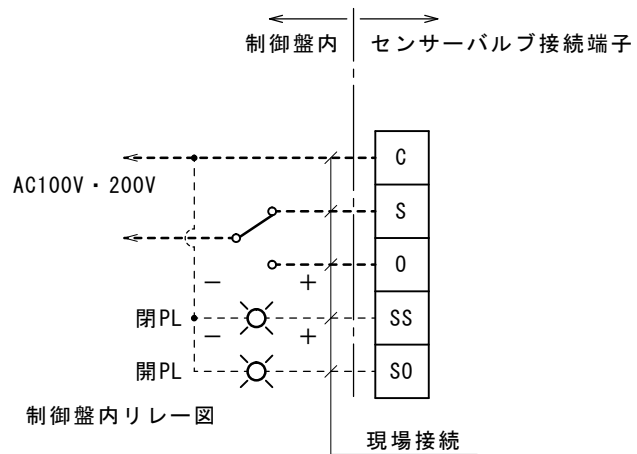 制御盤内 センサーバルブ接続端子
C
AC100V・200V
S
O
− +
閉PL SS
− +
開PL SO
制御盤内リレー図
現場接続